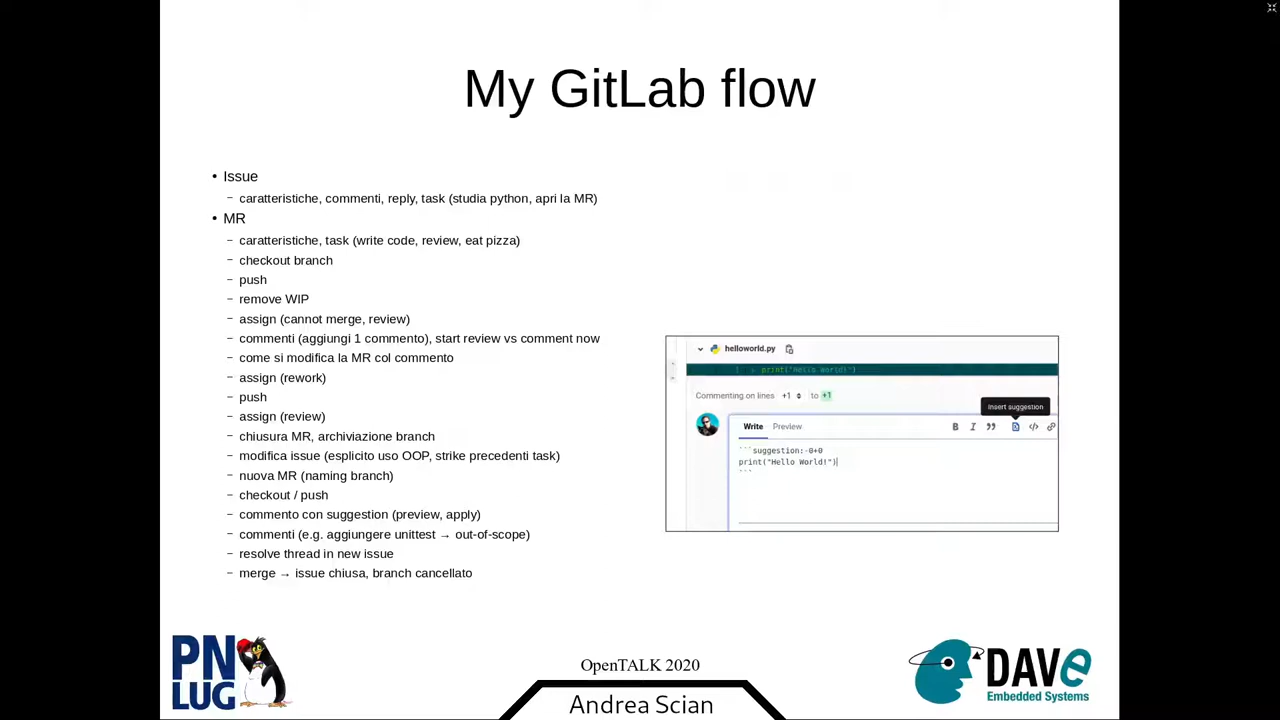 My GitLab flow
• Issue
– caratteristiche, commenti, reply, task (studia python, apri la MR)
• MR
– caratteristiche, task (write code, review, eat pizza)
– checkout branch
– push
– remove WIP
– assign (cannot merge, review)
– commenti (aggiungi 1 commento), start review vs comment now
– come si modifica la MR col commento
– assign (rework)
– push
– assign (review)
– chiusura MR, archiviazione branch
– modifica issue (esplicito uso OOP, strike precedenti task)
– nuova MR (naming branch)
– checkout / push
– commento con suggestion (preview, apply)
– commenti (e.g. aggiungere unittest → out-of-scope)
– resolve thread in new issue
– merge → issue chiusa, branch cancellato
helloworld.py
1 + print("Hello World!")
Commenting on lines +1 to +1
Insert suggestion
Write Preview B I
```suggestion:-0+0
print("Hello World!")
```
PN
LUG
OpenTALK 2020
Andrea Scian
DAVe
Embedded Systems